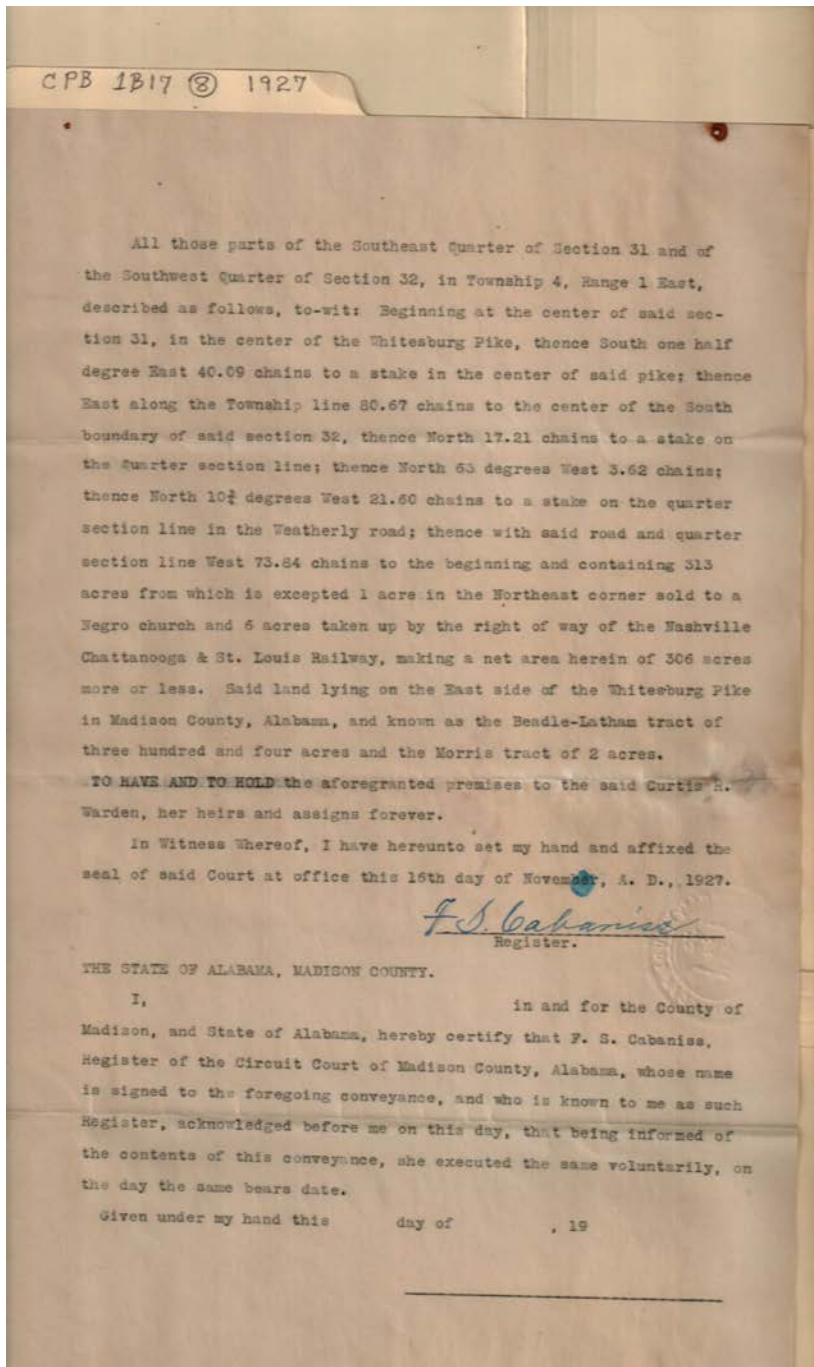 CPB 1B17 ⑧ 1927
All those parts of the Southeast Quarter of Section 31 and of
the Southwest Quarter of Section 32, in Township 4, Range 1 East,
described as follows, to-wit: Beginning at the center of said sec-
tion 31, in the center of the Whitesburg Pike, thence South one half
degree East 40.09 chains to a stake in the center of said pike; thence
East along the Township line 80.67 chains to the center of the South
boundary of said section 32, thence North 17.21 chains to a stake on
the Quarter section line; thence North 63 degrees West 3.62 chains;
thence North degrees West 21.60 chains to a stake on the quarter
section line in the Weatherly road; thence with said road and quarter
section line West 73.84 chains to the beginning and containing 313
acres from which is excepted 1 acre in the Northeast corner sold to a
Negro church and 6 acres taken up by the right of way of the Nashville
Chattanooga & St. Louis Railway, making a net area herein of 306 acres
more or less. Said land lying on the East side of the Whitesburg Pike
in Madison County, Alabama, and known as the Beadle-Latham tract of
three hundred and four acres and the Morris tract of 2 acres.
TO HAVE AND TO HOLD the aforegranted premises to the said Curtis
Warden, her heirs and assigns forever.
In Witness Whereof, I have hereunto set my hand and affixed the
seal of said Court at office this 16th day of November, A. D., 1927.
F. S. Cabaniss
Register.
THE STATE OF ALABAMA, MADISON COUNTY.
I, in and for the County of
Madison, and State of Alabama, hereby certify that F. S. Cabaniss,
Register of the Circuit Court of Madison County, Alabama, whose name
is signed to the foregoing conveyance, and who is known to me as such
Register, acknowledged before me on this day, that being informed of
the contents of this conveyance, she executed the same voluntarily, on
the day the same bears date.
Given under my hand this day of , 19